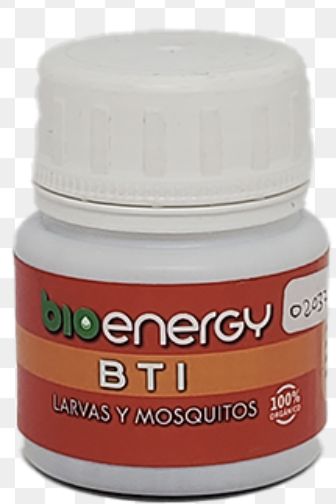 bioenergy
BTI
LARVAS Y MOSQUITOS
100%
ORGÁNICO